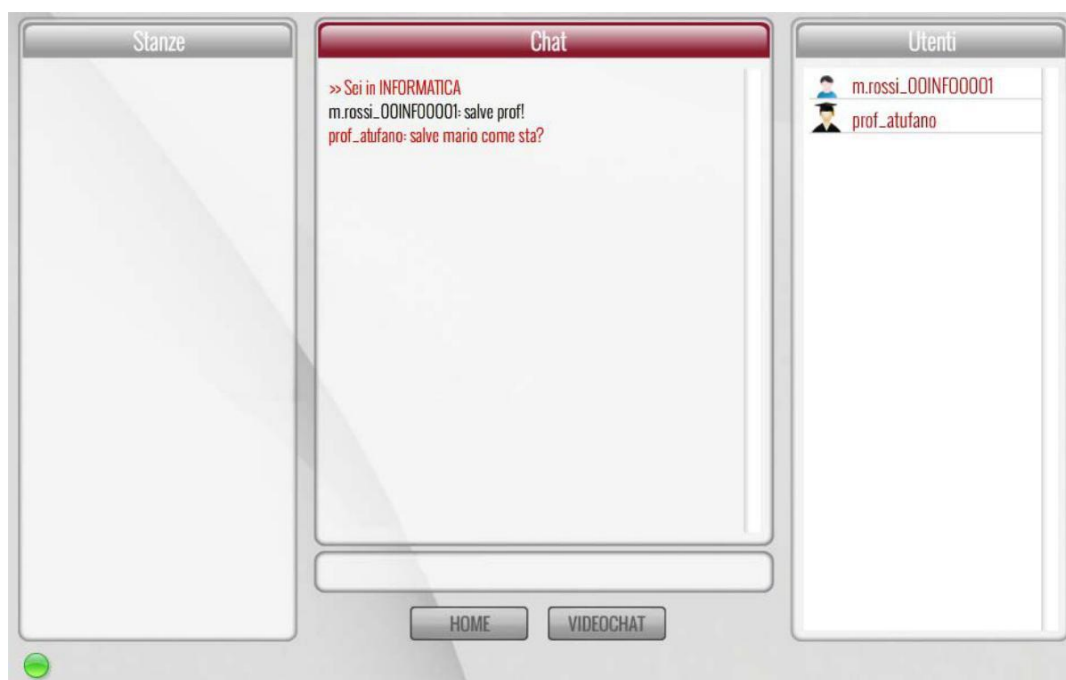 Stanze
Chat
Utenti
>> Sei in INFORMATICA
m.rossi_00INF00001: salve prof!
prof_atufano: salve mario come sta?
m.rossi_00INF00001
prof_atufano
HOME
VIDEOCHAT